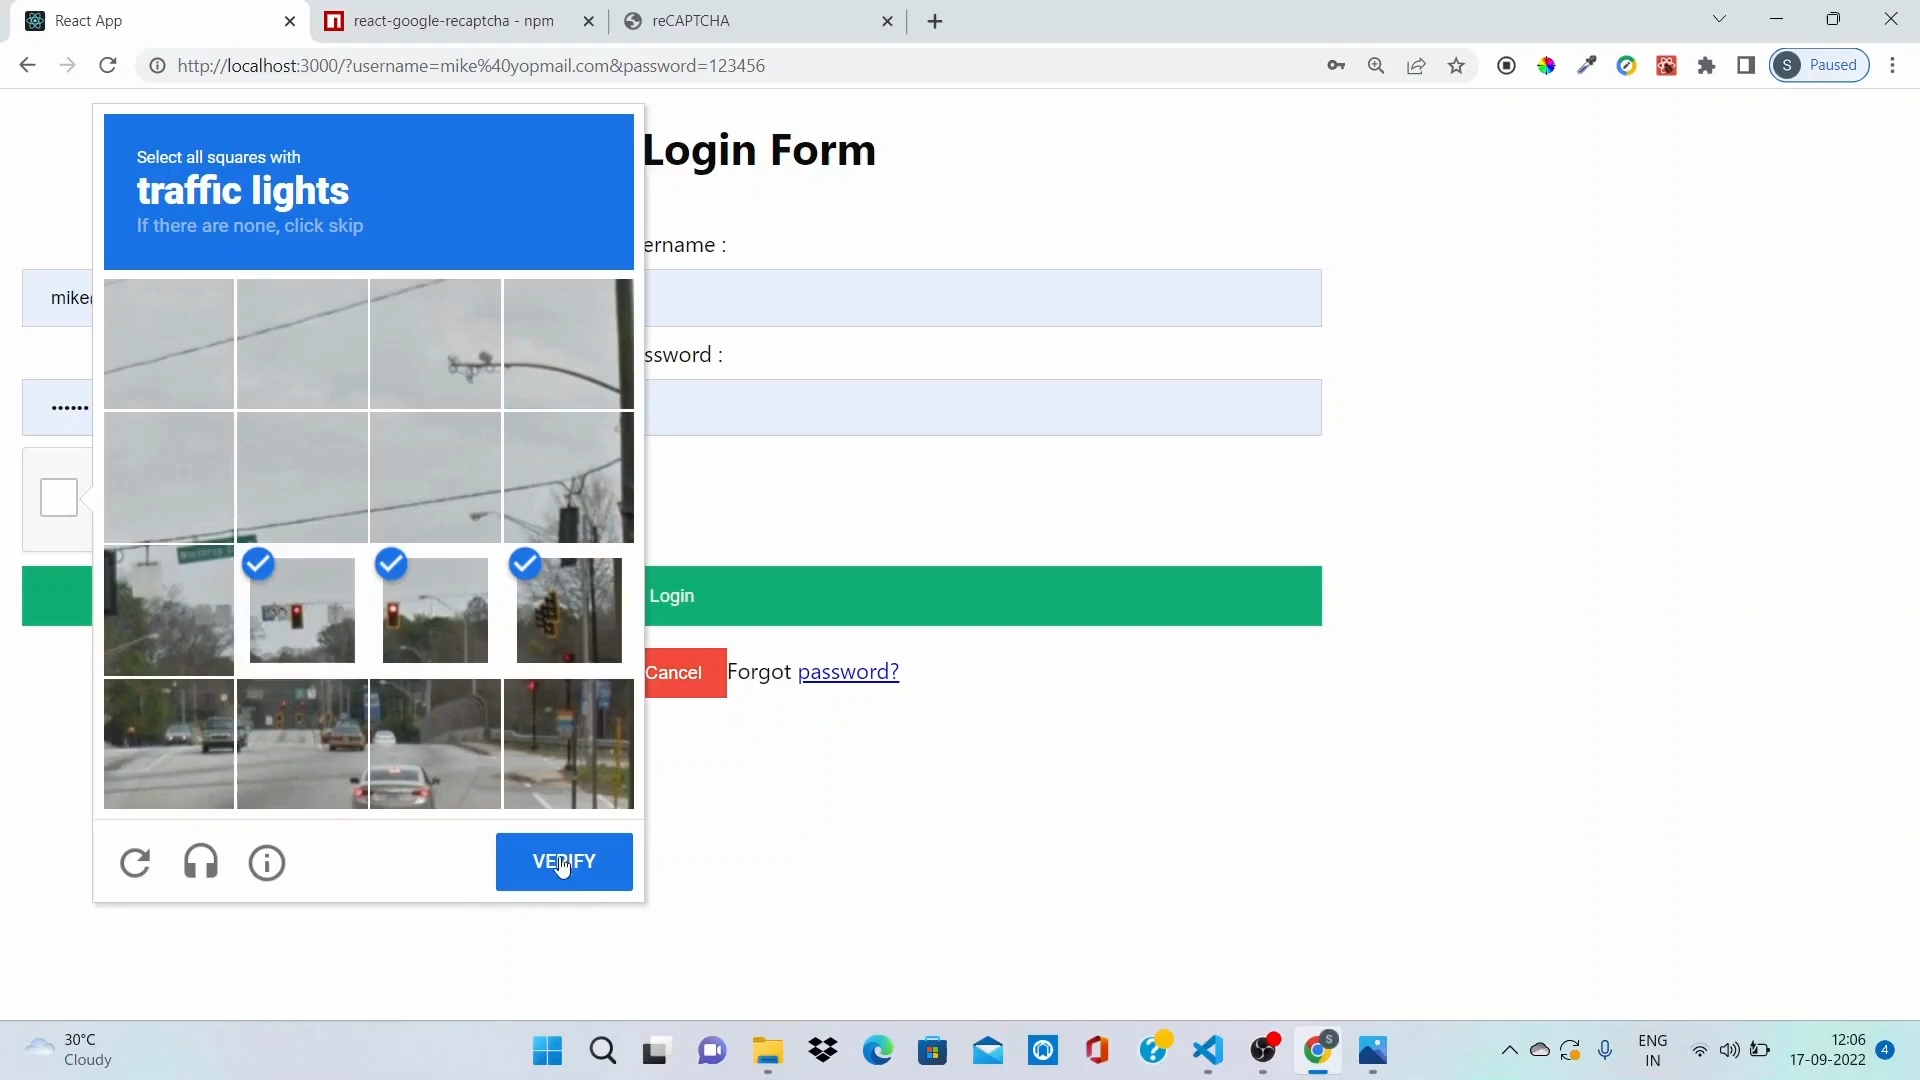 React App
react-google-recaptcha - npm
reCAPTCHA
http://localhost:3000/?username=mike%40yopmail.com&password=123456
S Paused
Select all squares with
traffic lights
If there are none, click skip
Login Form
ername :
mike
ssword :
••••••
Login
Cancel Forgot password?
VERIFY
30°C
Cloudy
ENG
IN
12:06
17-09-2022
4